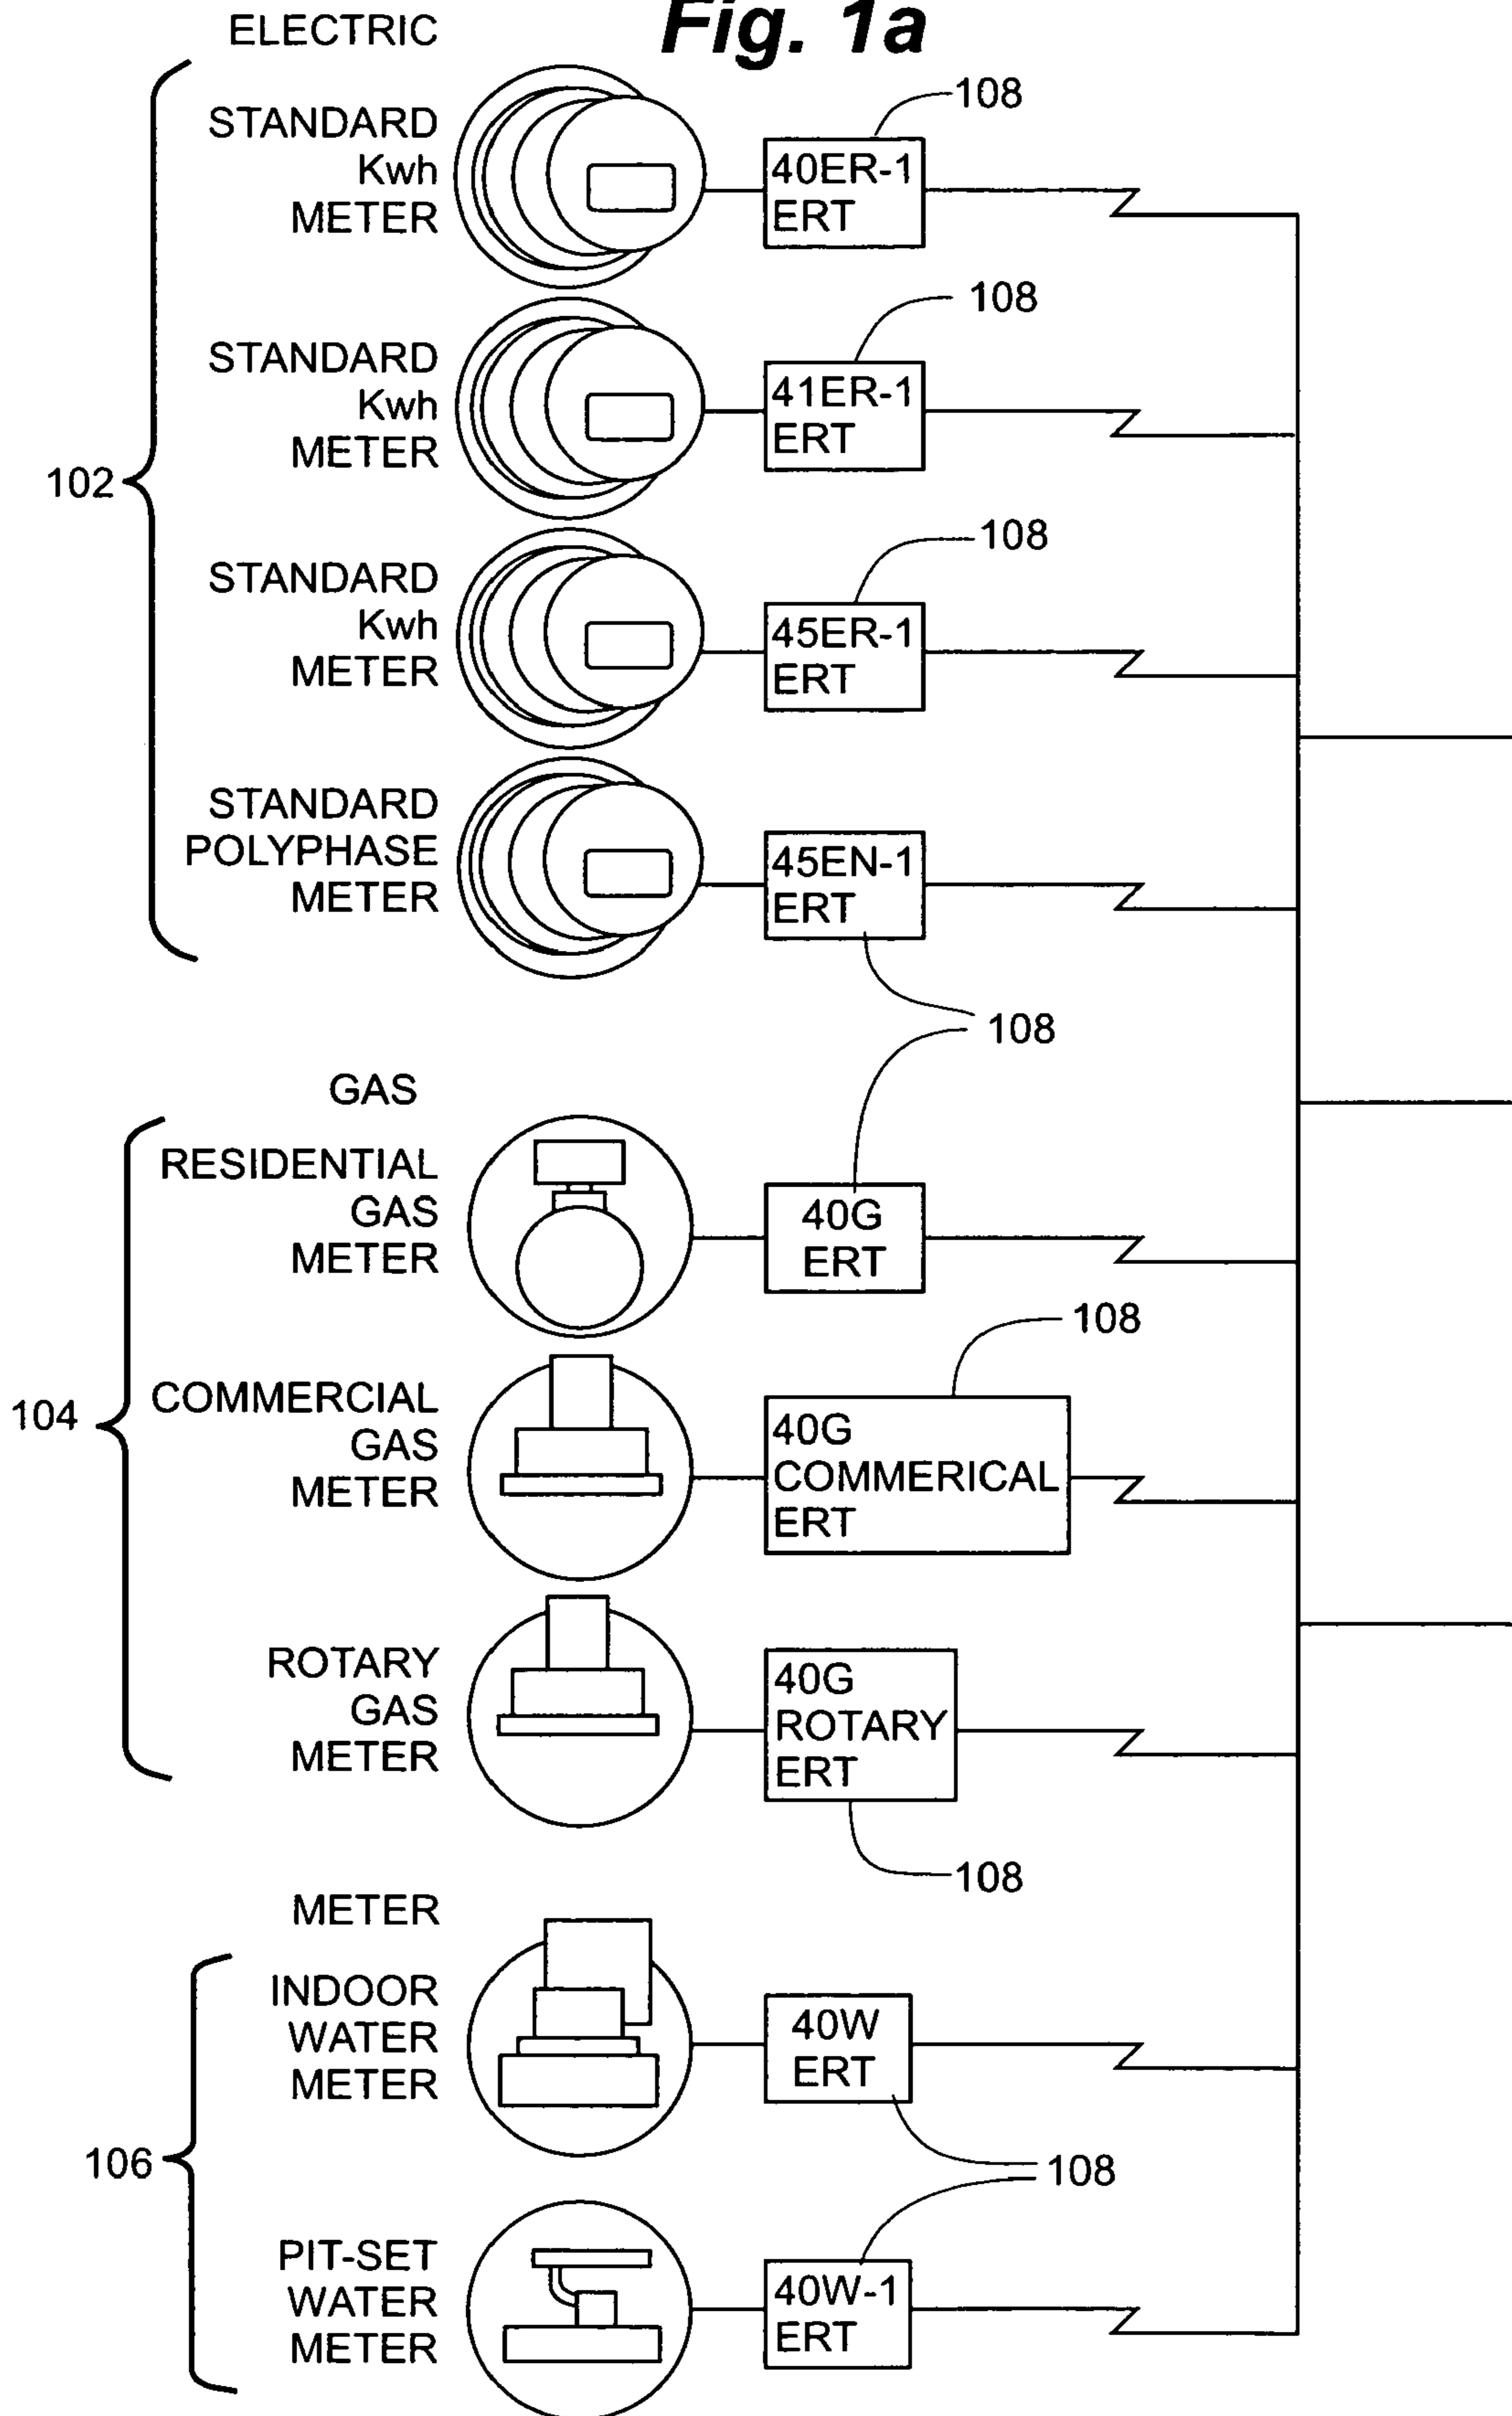 Fig. 1a
ELECTRIC
108
STANDARD
Kwh
METER
40ER-1
ERT
108
STANDARD
Kwh
METER
41ER-1
ERT
102
108
STANDARD
Kwh
METER
45ER-1
ERT
STANDARD
POLYPHASE
METER
45EN-1
ERT
108
GAS
RESIDENTIAL
GAS
METER
40G
ERT
108
104
COMMERCIAL
GAS
METER
40G
COMMERICAL
ERT
ROTARY
GAS
METER
40G
ROTARY
ERT
108
METER
INDOOR
WATER
METER
40W
ERT
106
108
PIT-SET
WATER
METER
40W-1
ERT